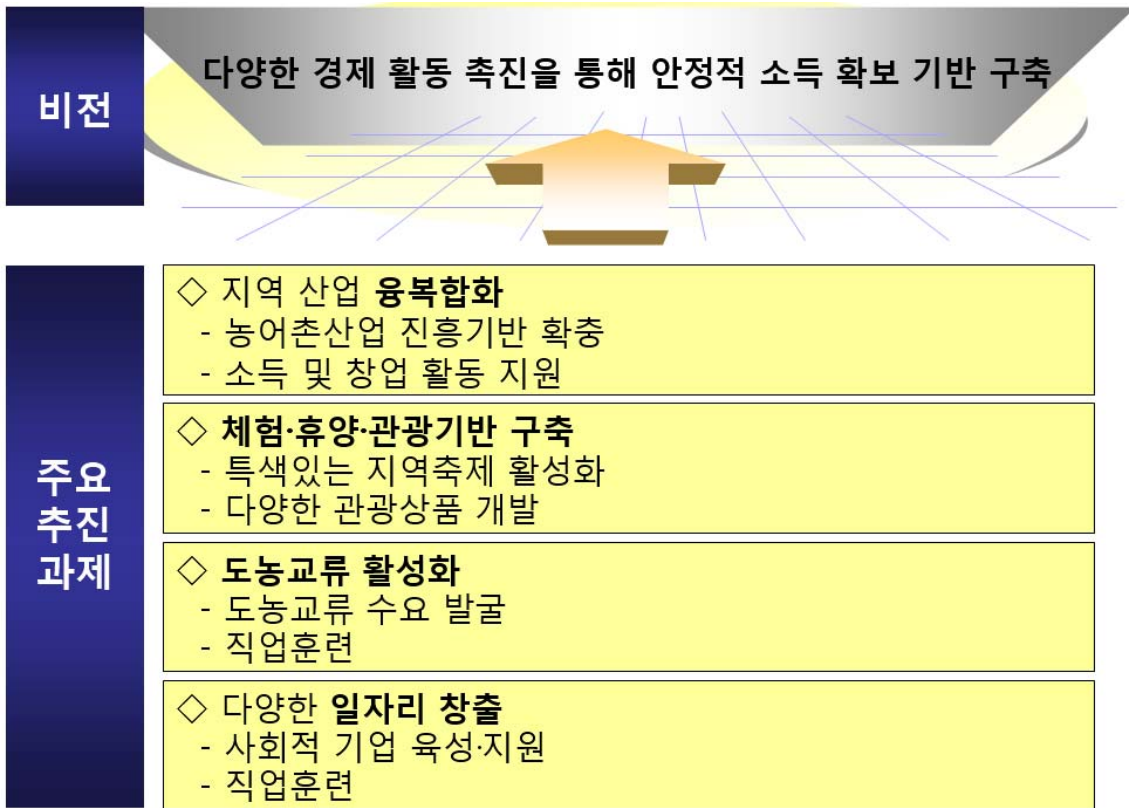 비전
다양한 경제 활동 촉진을 통해 안정적 소득 확보 기반 구축
주요
추진
과제
◇ 지역 산업 융복합화
- 농어촌산업 진흥기반 확충
- 소득 및 창업 활동 지원
◇ 체험·휴양·관광기반 구축
- 특색있는 지역축제 활성화
- 다양한 관광상품 개발
◇ 도농교류 활성화
- 도농교류 수요 발굴
- 직업훈련
◇ 다양한 일자리 창출
- 사회적 기업 육성·지원
- 직업훈련